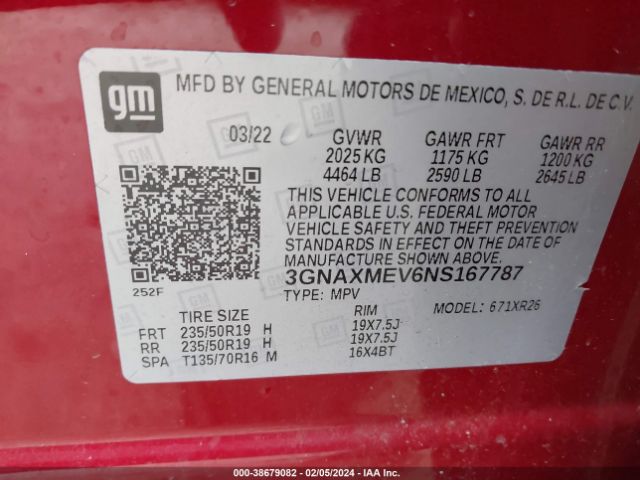 gm
MFD BY GENERAL MOTORS DE MEXICO, S. DE R.L. DE C.V.
03/22 GVWR GAWR FRT GAWR RR
2025 KG 1175 KG 1200 KG
4464 LB 2590 LB 2645 LB
THIS VEHICLE CONFORMS TO ALL
APPLICABLE U.S. FEDERAL MOTOR
VEHICLE SAFETY AND THEFT PREVENTION
STANDARDS IN EFFECT ON THE DATE OF
MANUFACTURE SHOWN ABOVE.
252F
3GNAXMEV6NS167787
TYPE: MPV MODEL: 671XR26
TIRE SIZE RIM
FRT 235/50R19 H 19X7.5J
RR 235/50R19 H 19X7.5J
SPA T135/70R16 M 16X4BT
000-38679082 - 02/05/2024 - IAA Inc.